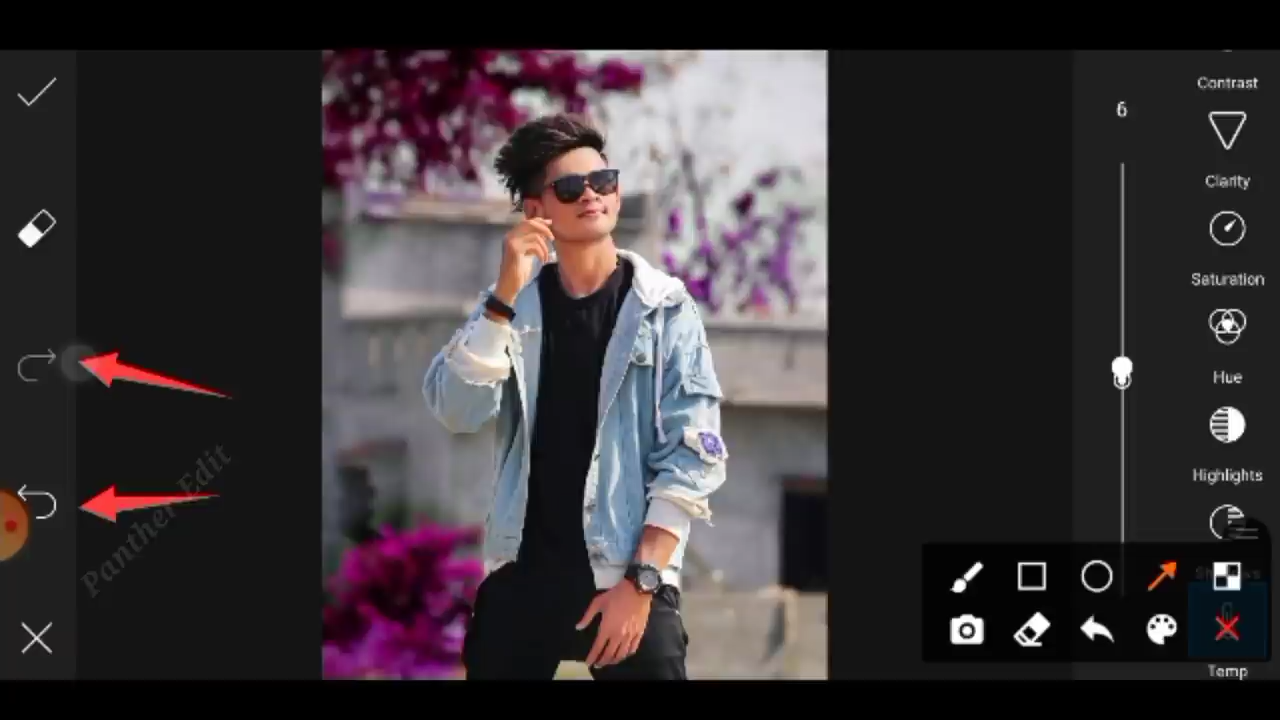 Contrast
6
Clarity
Saturation
Hue
Highlights
Temp
Panther Edit